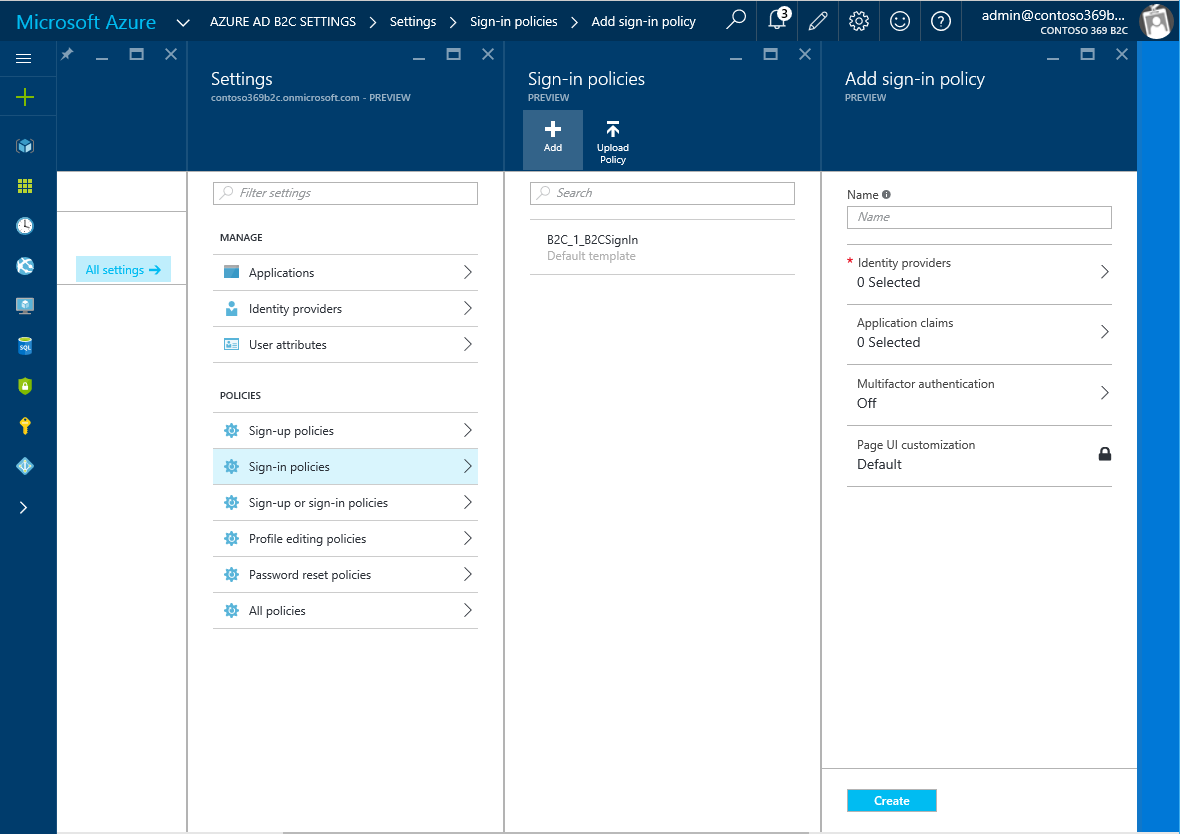 Microsoft Azure
AZURE AD B2C SETTINGS
Settings
Sign-in policies
Add sign-in policy
3
admin@contoso369b...
CONTOSO 369 B2C
All settings
Settings
contoso369b2c.onmicrosoft.com - PREVIEW
Filter settings
MANAGE
Applications
Identity providers
User attributes
POLICIES
Sign-up policies
Sign-in policies
Sign-up or sign-in policies
Profile editing policies
Password reset policies
All policies
Sign-in policies
PREVIEW
Add
Upload
Policy
Search
B2C_1_B2CSignIn
Default template
Add sign-in policy
PREVIEW
Name
Name
* Identity providers
0 Selected
Application claims
0 Selected
Multifactor authentication
Off
Page UI customization
Default
Create
SQL